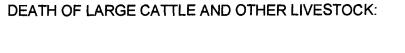 DEATH OF LARGE CATTLE AND OTHER LIVESTOCK: